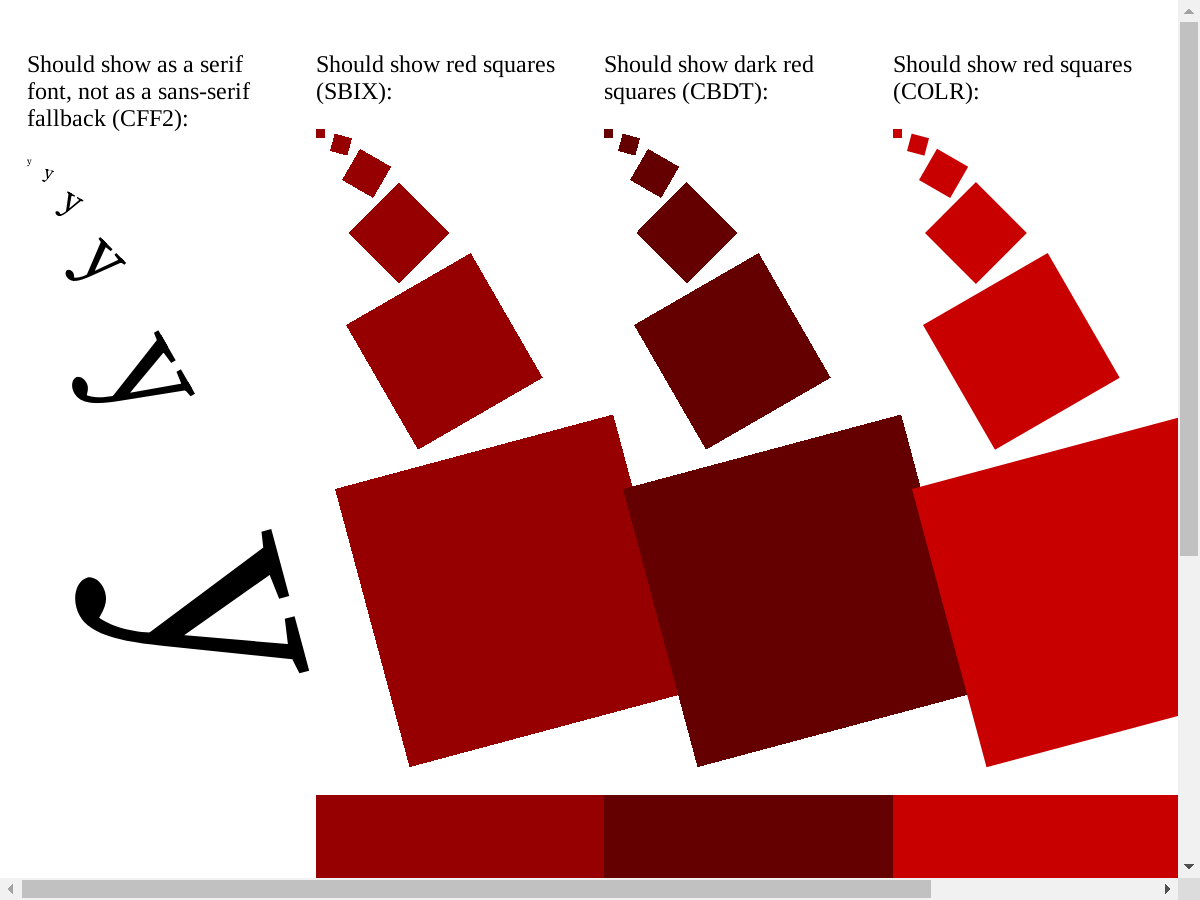 Should show as a serif
font, not as a sans-serif
fallback (CFF2):
y
y
y
y
y
y
Should show red squares
(SBIX):
Should show dark red
squares (CBDT):
Should show red squares
(COLR):